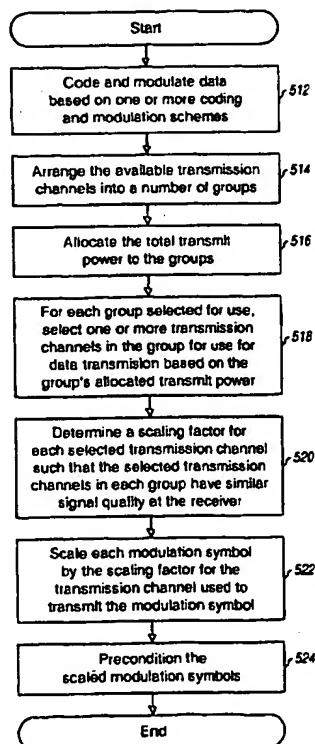 Start
Code and modulate data
based on one or more coding
and modulation schemes
512
Arrange the available transmission
channels into a number of groups
514
Allocate the total transmit
power to the groups
516
For each group selected for use,
select one or more transmission
channels in the group for use for
data transmision based on the
group's allocated transmit power
518
Determine a scaling factor for
each selected transmission channel
such that the selected transmission
channels in each group have similar
signal quality at the receiver
520
Scale each modulation symbol
by the scaling factor for the
transmission channel used to
transmit the modulation symbol
522
Precondition the
scaled modulation symbols
524
End